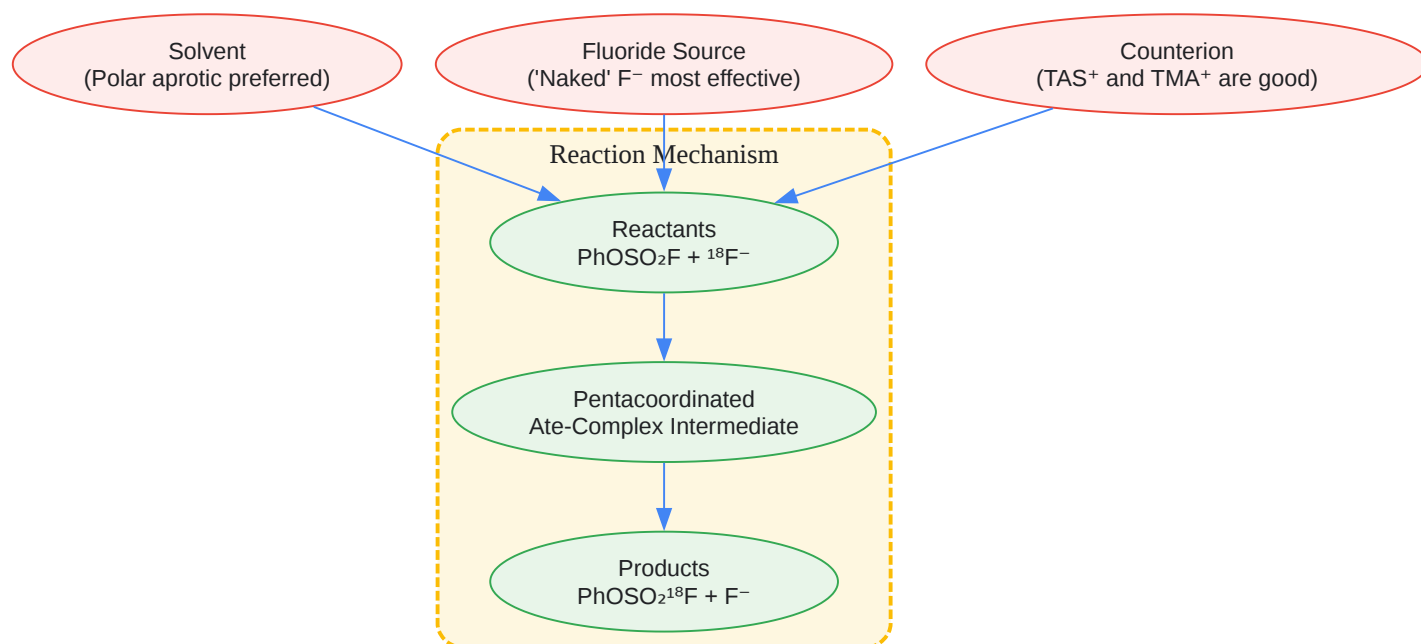 Solvent
(Polar aprotic preferred)
Fluoride Source
('Naked' F⁻ most effective)
Counterion
(TAS⁺ and TMA⁺ are good)
Reaction Mechanism
Reactants
PhOSO₂F + ¹⁸F⁻
Pentacoordinated
Ate-Complex Intermediate
Products
PhOSO₂¹⁸F + F⁻